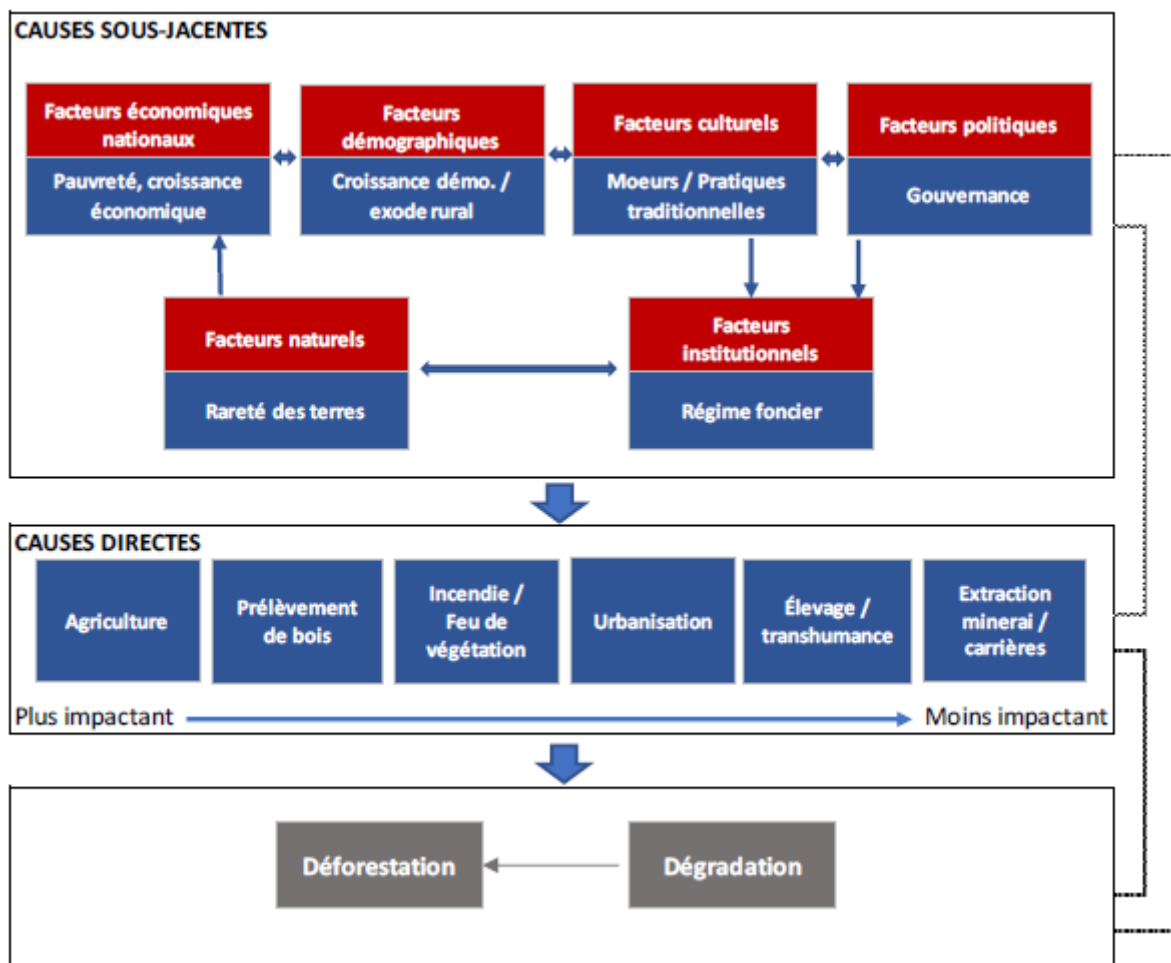 CAUSES SOUS-JACENTES
Facteurs économiques
nationaux
Pauvreté, croissance
économique
Facteurs
démographiques
Croissance démo. /
exode rural
Facteurs culturels
Moeurs / Pratiques
traditionnelles
Facteurs politiques
Gouvernance
Facteurs naturels
Rareté des terres
Facteurs
institutionnels
Régime foncier
CAUSES DIRECTES
Agriculture
Prélèvement
de bois
Incendie /
Feu de
végétation
Urbanisation
Élevage /
transhumance
Extraction
minerai /
carrières
Plus impactant
Moins impactant
Déforestation
Dégradation